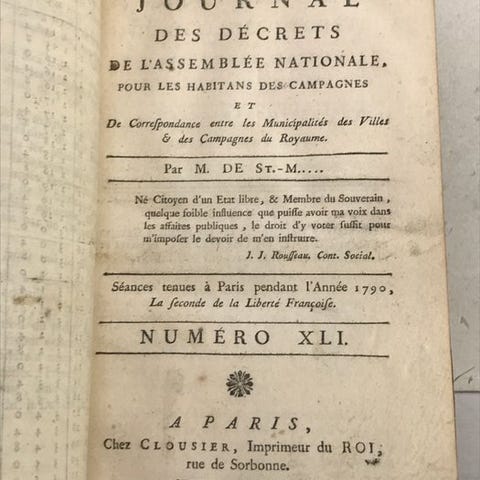 JOURNAL
DES DÉCRETS
DE L'ASSEMBLÉE NATIONALE,
POUR LES HABITANS DES CAMPAGNES
ET
De Correſpondance entre les Municipalités des Villes
& des Campagnes du Royaume.
Par M. DE St.-M.....
Né Citoyen d'un Etat libre, & Membre du Souverain,
quelque foible influence que puiſſe avoir ma voix dans
les affaires publiques, le droit d'y voter ſuffit pour
m'impoſer le devoir de m'en inſtruire.
J. J. Rouſſeau. Cont. Social.
Séances tenues à Paris pendant l'Année 1790,
La ſeconde de la Liberté Françoiſe.
NUMÉRO XLI.
A PARIS,
Chez CLOUSIER, Imprimeur du ROI,
rue de Sorbonne.